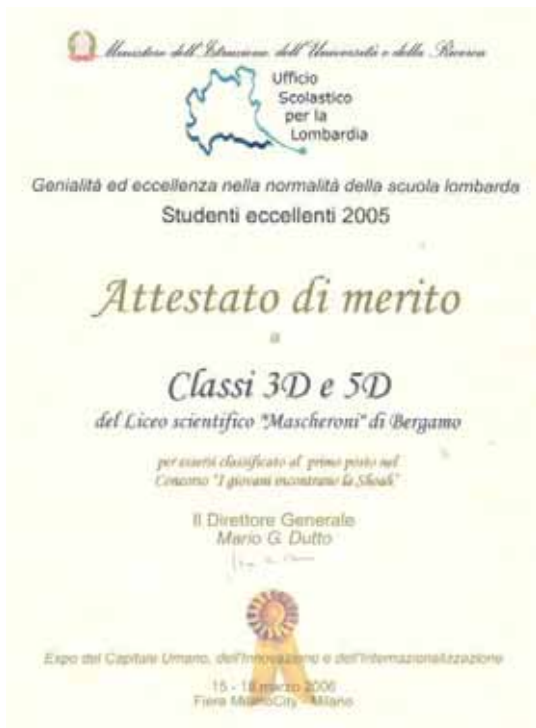 Ministero dell'Istruzione dell'Università e della Ricerca
Ufficio
Scolastico
per la
Lombardia
Genialità ed eccellenza nella normalità della scuola lombarda
Studenti eccellenti 2005
Attestato di merito
a
Classi 3D e 5D
del Liceo scientifico "Mascheroni" di Bergamo
per essersi classificato al primo posto nel
Concorso "I giovani incontrano la Shoah"
Il Direttore Generale
Mario G. Dutto
Expo del Capitale Umano, dell'Innovazione e dell'Internazionalizzazione
15 - marzo 2006
Fiera MilanoCity - Milano